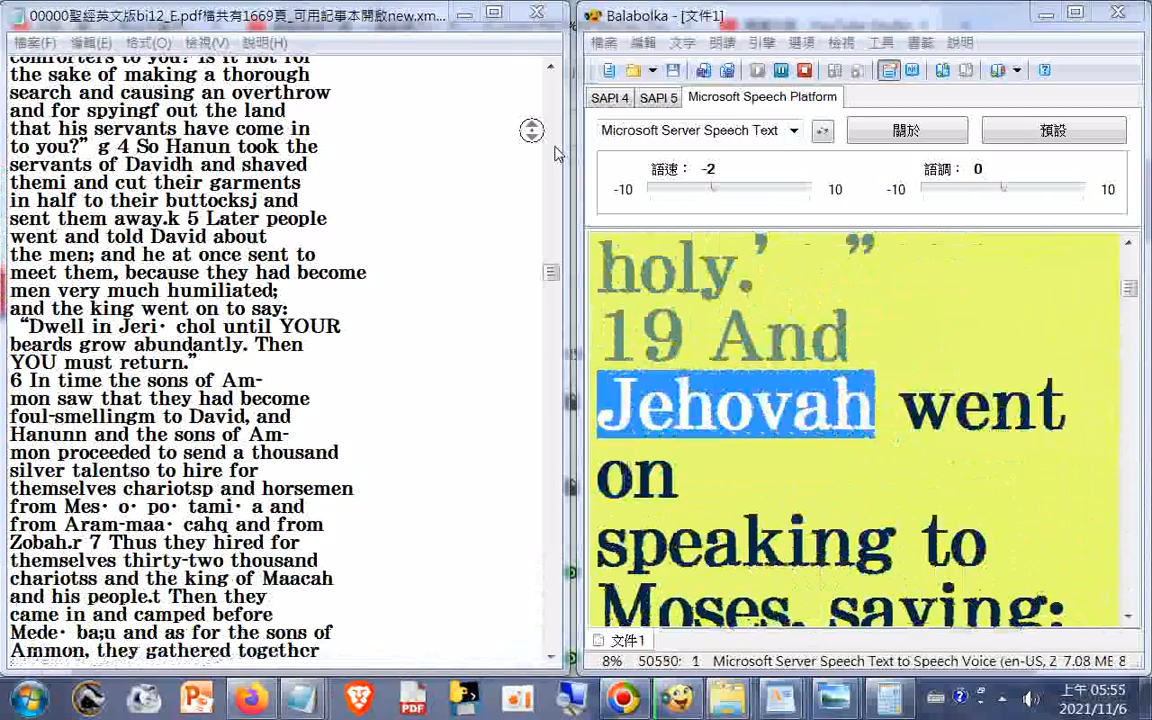 00000聖經英文版bi12_E.pdf檔共有1669頁_可用記事本開啟new.xm...
檔案(F) 編輯(E) 格式(O) 檢視(V) 說明(H)
comforters to you? Is it not for
the sake of making a thorough
search and causing an overthrow
and for spyingf out the land
that his servants have come in
to you?” g 4 So Hanun took the
servants of Davidh and shaved
themi and cut their garments
in half to their buttocksj and
sent them away.k 5 Later people
went and told David about
the men; and he at once sent to
meet them, because they had become
men very much humiliated;
and the king went on to say:
“Dwell in Jeri· chol until YOUR
beards grow abundantly. Then
YOU must return.”
6 In time the sons of Am-
mon saw that they had become
foul-smellingm to David, and
Hanunn and the sons of Am-
mon proceeded to send a thousand
silver talentso to hire for
themselves chariotsp and horsemen
from Mes· o· po· tami· a and
from Aram-maa· cahq and from
Zobah.r 7 Thus they hired for
themselves thirty-two thousand
chariotss and the king of Maacah
and his people.t Then they
came in and camped before
Mede· ba;u and as for the sons of
Ammon, they gathered together
Balabolka - [文件1]
檔案 編輯 文字 朗讀 引擎 選項 檢視 工具 書籤 說明
SAPI 4 SAPI 5 Microsoft Speech Platform
Microsoft Server Speech Text 關於 預設
語速： -2 語調： 0
-10 10 -10 10
holy.’ ”
19 And
Jehovah went
on
speaking to
Moses, saying:
文件1
8% 50550: 1 Microsoft Server Speech Text to Speech Voice (en-US, 2 7.08 ME 8
PDF
上午 05:55
2021/11/6